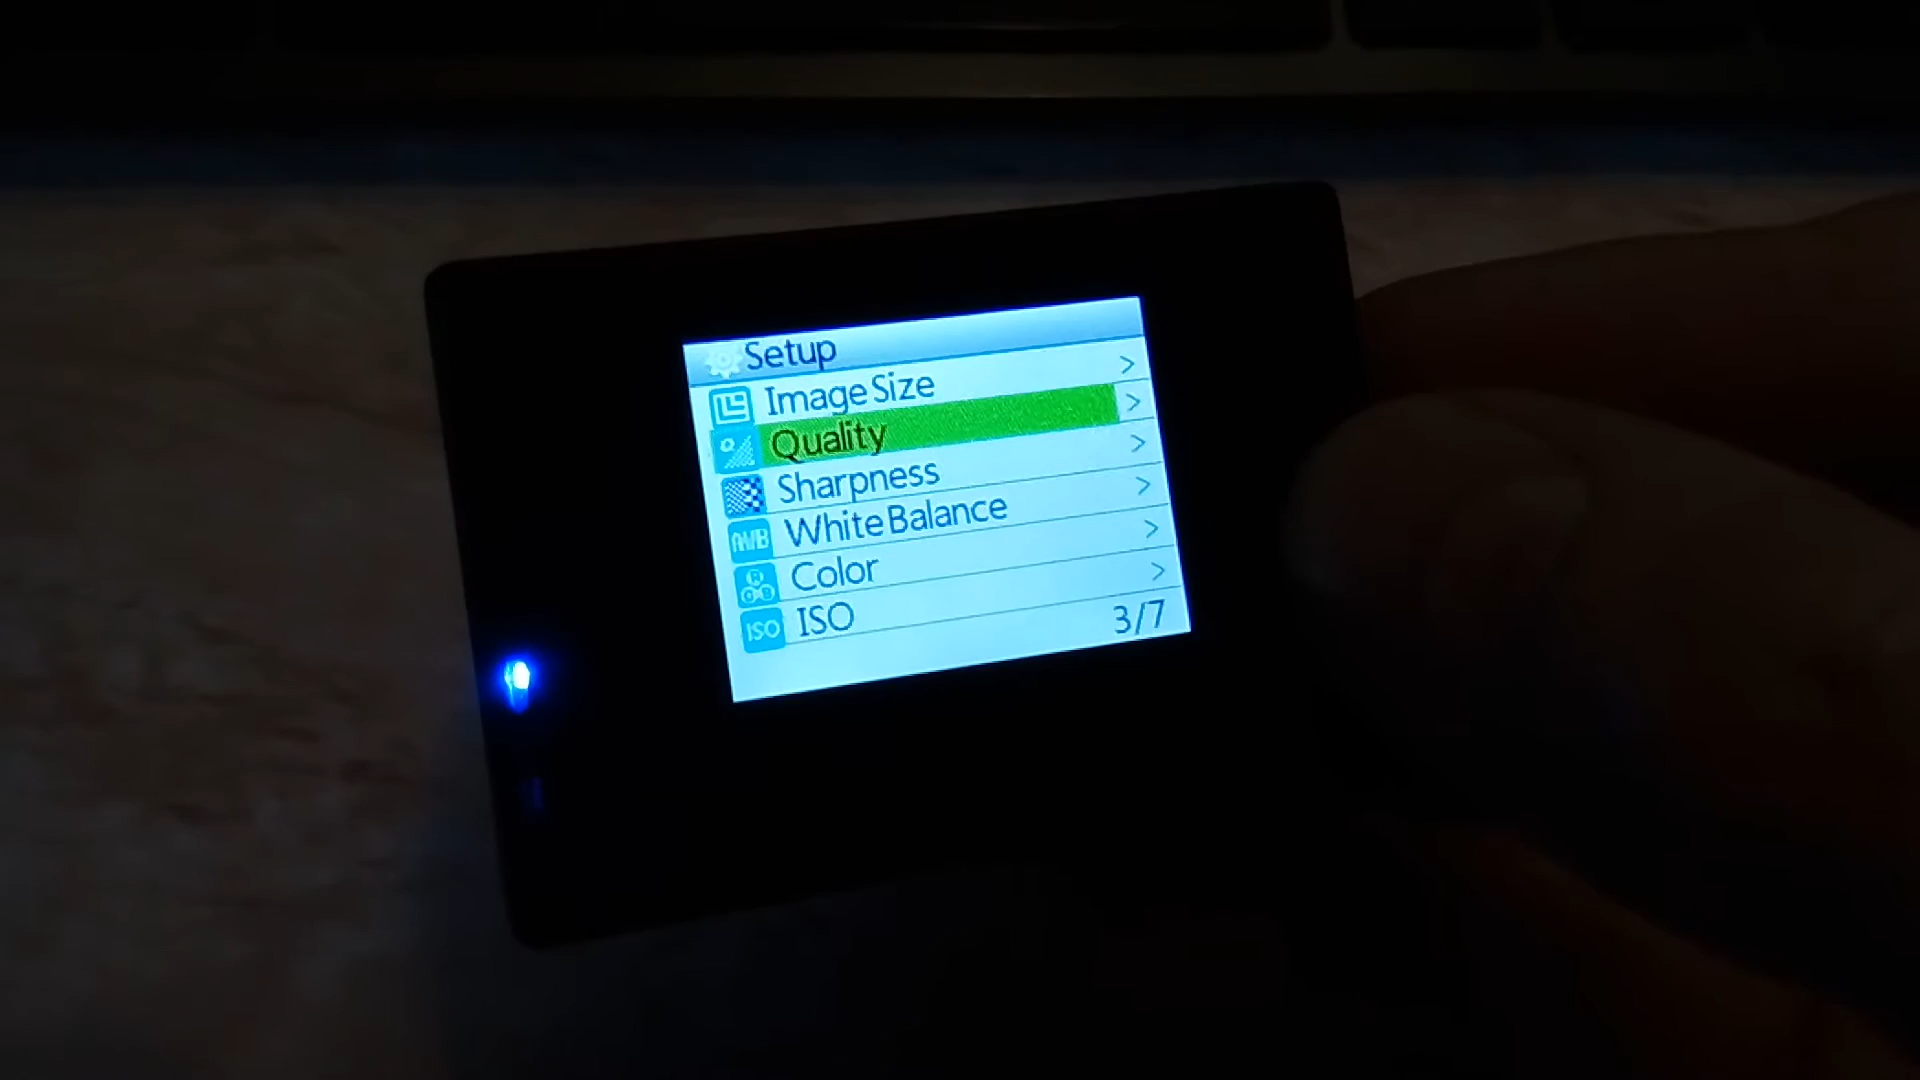 Setup
Image Size >
Quality >
Sharpness >
AWB White Balance >
Color >
ISO ISO > 3/7